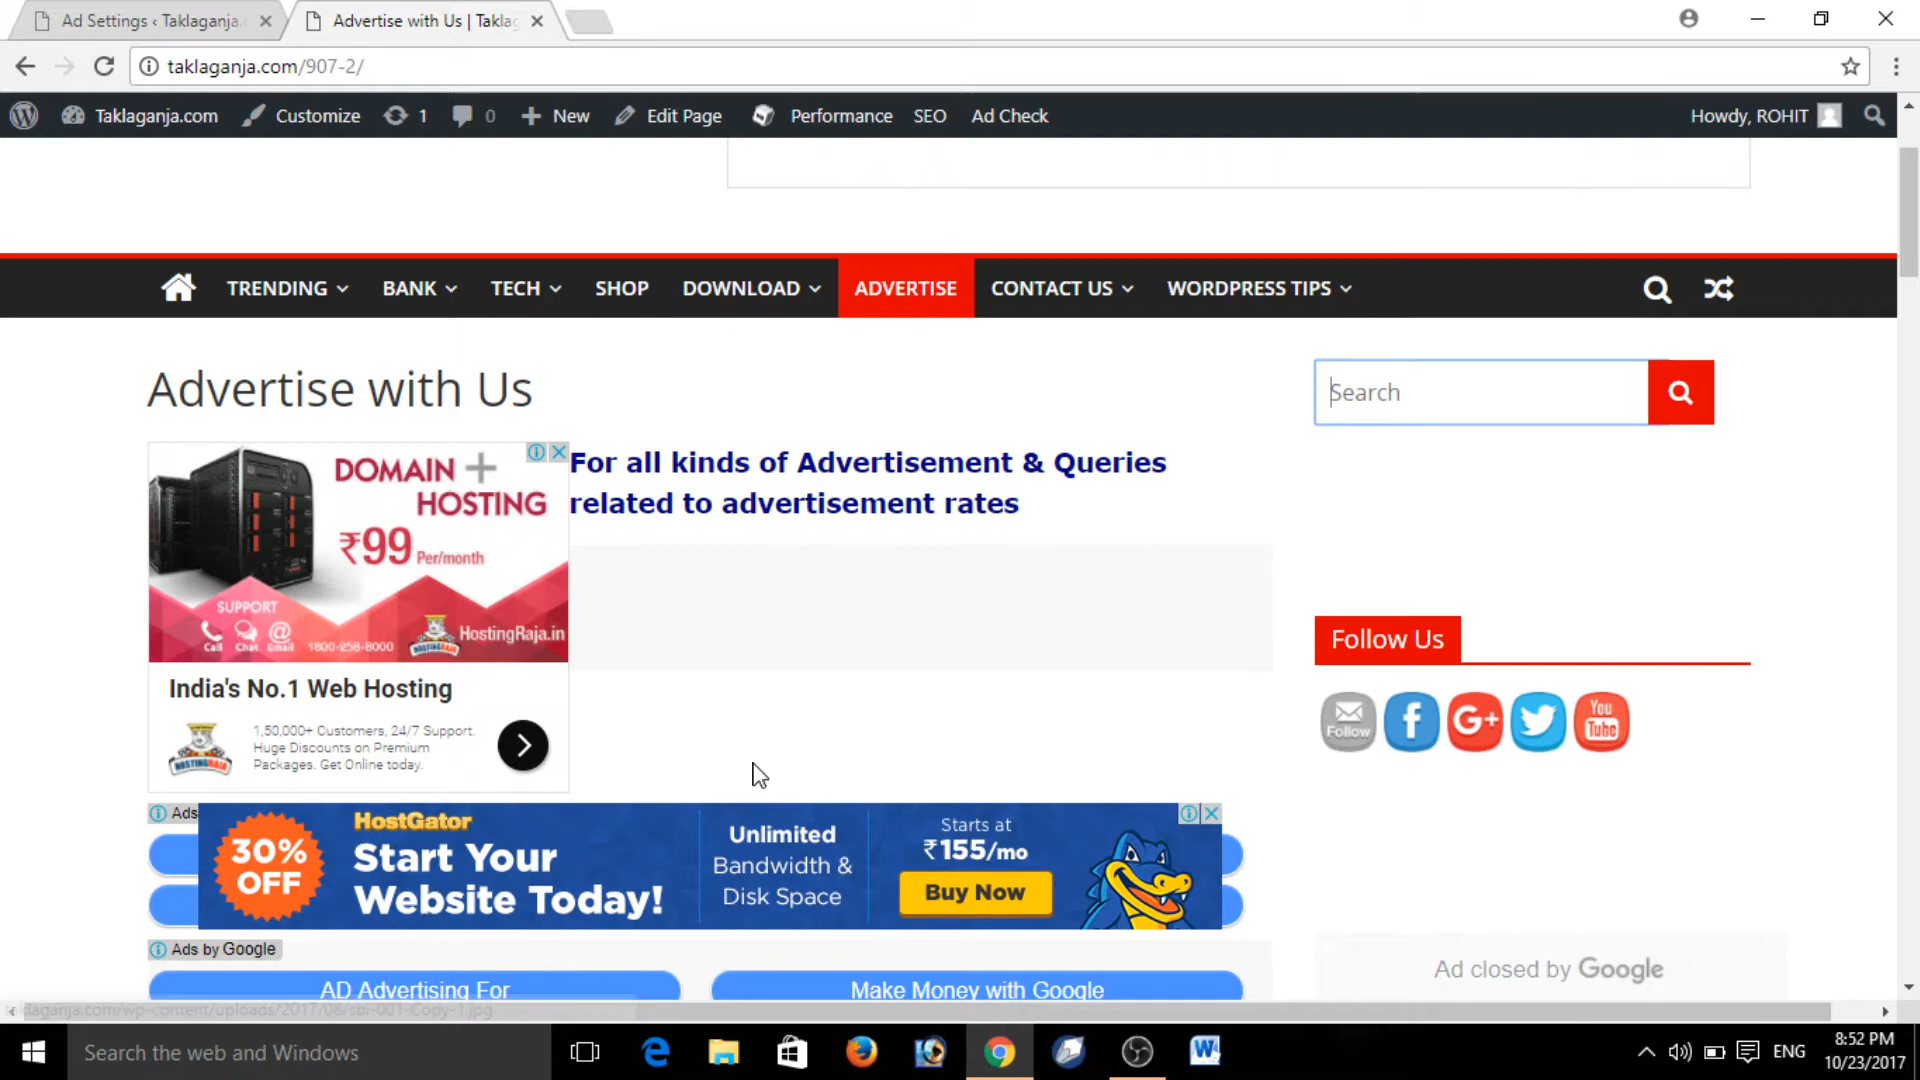 Ad Settings ‹ Taklaganja.
Advertise with Us | Takla
taklaganja.com/907-2/
Taklaganja.com Customize 1 0 New Edit Page Performance SEO Ad Check Howdy, ROHIT
TRENDING BANK TECH SHOP DOWNLOAD ADVERTISE CONTACT US WORDPRESS TIPS
Advertise with Us
Search
DOMAIN +
HOSTING
₹99 Per/month
SUPPORT
Call Chat Email 1800-258-8000 HostingRaja.in
India's No.1 Web Hosting
1,50,000+ Customers, 24/7 Support.
Huge Discounts on Premium
Packages. Get Online today.
HOSTINGRAJA
For all kinds of Advertisement & Queries
related to advertisement rates
Follow Us
Follow
f
G+
You
Tube
Ads
30%
OFF
HostGator
Start Your
Website Today!
Unlimited
Bandwidth &
Disk Space
Starts at
₹155/mo
Buy Now
Ads by Google
AD Advertising For
Make Money with Google
Ad closed by Google
Search the web and Windows
ENG
8:52 PM
10/23/2017